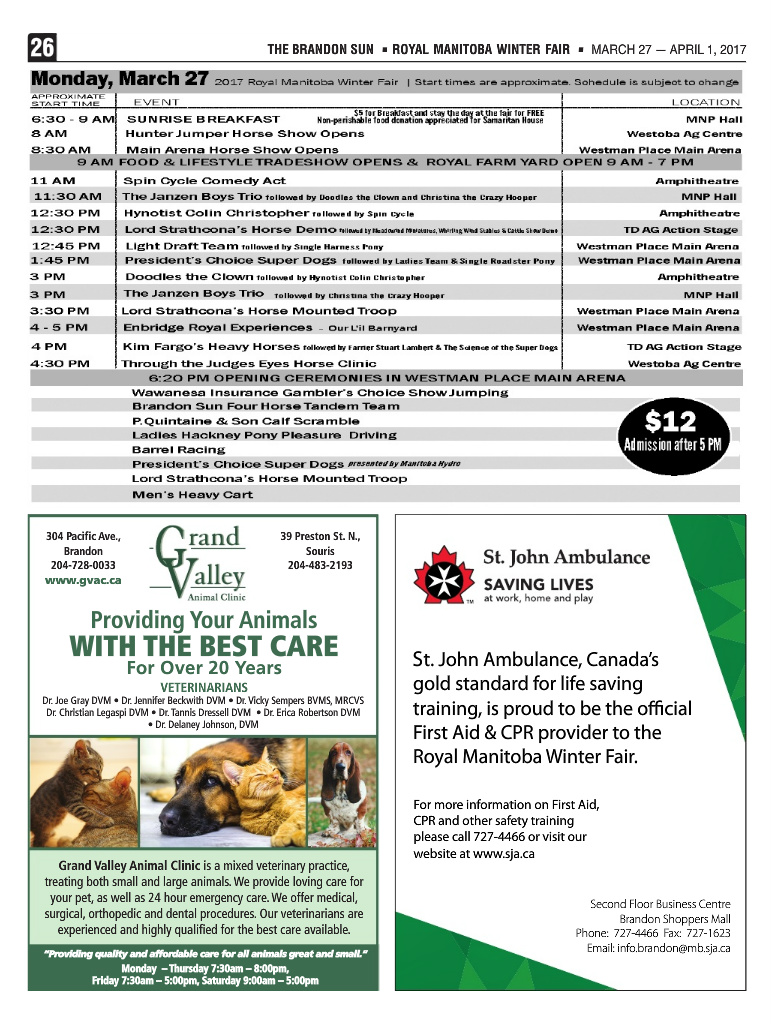 26
THE BRANDON SUN ▪ ROYAL MANITOBA WINTER FAIR ▪ MARCH 27 — APRIL 1, 2017
Monday, March 27 2017 Royal Manitoba Winter Fair | Start times are approximate. Schedule is subject to change
APPROXIMATE
START TIME EVENT LOCATION
6:30 - 9 AM SUNRISE BREAKFAST $5 for Breakfast and stay the day at the fair for FREE
Non-perishable food donation appreciated for Samaritan House MNP Hall
8 AM Hunter Jumper Horse Show Opens Westoba Ag Centre
8:30 AM Main Arena Horse Show Opens Westman Place Main Arena
9 AM FOOD & LIFESTYLE TRADESHOW OPENS & ROYAL FARM YARD OPEN 9 AM - 7 PM
11 AM Spin Cycle Comedy Act Amphitheatre
11:30 AM The Janzen Boys Trio followed by Doodles the Clown and Christina the Crazy Hooper MNP Hall
12:30 PM Hynotist Colin Christopher followed by Spin Cycle Amphitheatre
12:30 PM Lord Strathcona's Horse Demo followed by Meadowred Miniatures, Whirling Wind Stables & Cattle Show Demo TD AG Action Stage
12:45 PM Light Draft Team followed by Single Harness Pony Westman Place Main Arena
1:45 PM President's Choice Super Dogs followed by Ladies Team & Single Roadster Pony Westman Place Main Arena
3 PM Doodles the Clown followed by Hynotist Colin Christopher Amphitheatre
3 PM The Janzen Boys Trio followed by Christina the Crazy Hooper MNP Hall
3:30 PM Lord Strathcona's Horse Mounted Troop Westman Place Main Arena
4 - 5 PM Enbridge Royal Experiences - Our L'il Barnyard Westman Place Main Arena
4 PM Kim Fargo's Heavy Horses followed by Farrier Stuart Lambert & The Science of the Super Dogs TD AG Action Stage
4:30 PM Through the Judges Eyes Horse Clinic Westoba Ag Centre
6:20 PM OPENING CEREMONIES IN WESTMAN PLACE MAIN ARENA
Wawanesa Insurance Gambler's Choice Show Jumping
Brandon Sun Four Horse Tandem Team
P.Quintaine & Son Calf Scramble
Ladies Hackney Pony Pleasure Driving
Barrel Racing
President's Choice Super Dogs presented by Manitoba Hydro
Lord Strathcona's Horse Mounted Troop
Men's Heavy Cart
$12
Admission after 5 PM
304 Pacific Ave.,
Brandon
204-728-0033
www.gvac.ca
Grand
Valley
Animal Clinic
39 Preston St. N.,
Souris
204-483-2193
Providing Your Animals
WITH THE BEST CARE
For Over 20 Years
VETERINARIANS
Dr. Joe Gray DVM • Dr. Jennifer Beckwith DVM • Dr. Vicky Sempers BVMS, MRCVS
Dr. Christian Legaspi DVM • Dr. Tannis Dressell DVM • Dr. Erica Robertson DVM
• Dr. Delaney Johnson, DVM
Grand Valley Animal Clinic is a mixed veterinary practice,
treating both small and large animals. We provide loving care for
your pet, as well as 24 hour emergency care. We offer medical,
surgical, orthopedic and dental procedures. Our veterinarians are
experienced and highly qualified for the best care available.
"Providing quality and affordable care for all animals great and small."
Monday – Thursday 7:30am – 8:00pm,
Friday 7:30am – 5:00pm, Saturday 9:00am – 5:00pm
St. John Ambulance
SAVING LIVES
at work, home and play
TM
St. John Ambulance, Canada's
gold standard for life saving
training, is proud to be the official
First Aid & CPR provider to the
Royal Manitoba Winter Fair.
For more information on First Aid,
CPR and other safety training
please call 727-4466 or visit our
website at www.sja.ca
Second Floor Business Centre
Brandon Shoppers Mall
Phone: 727-4466 Fax: 727-1623
Email: info.brandon@mb.sja.ca